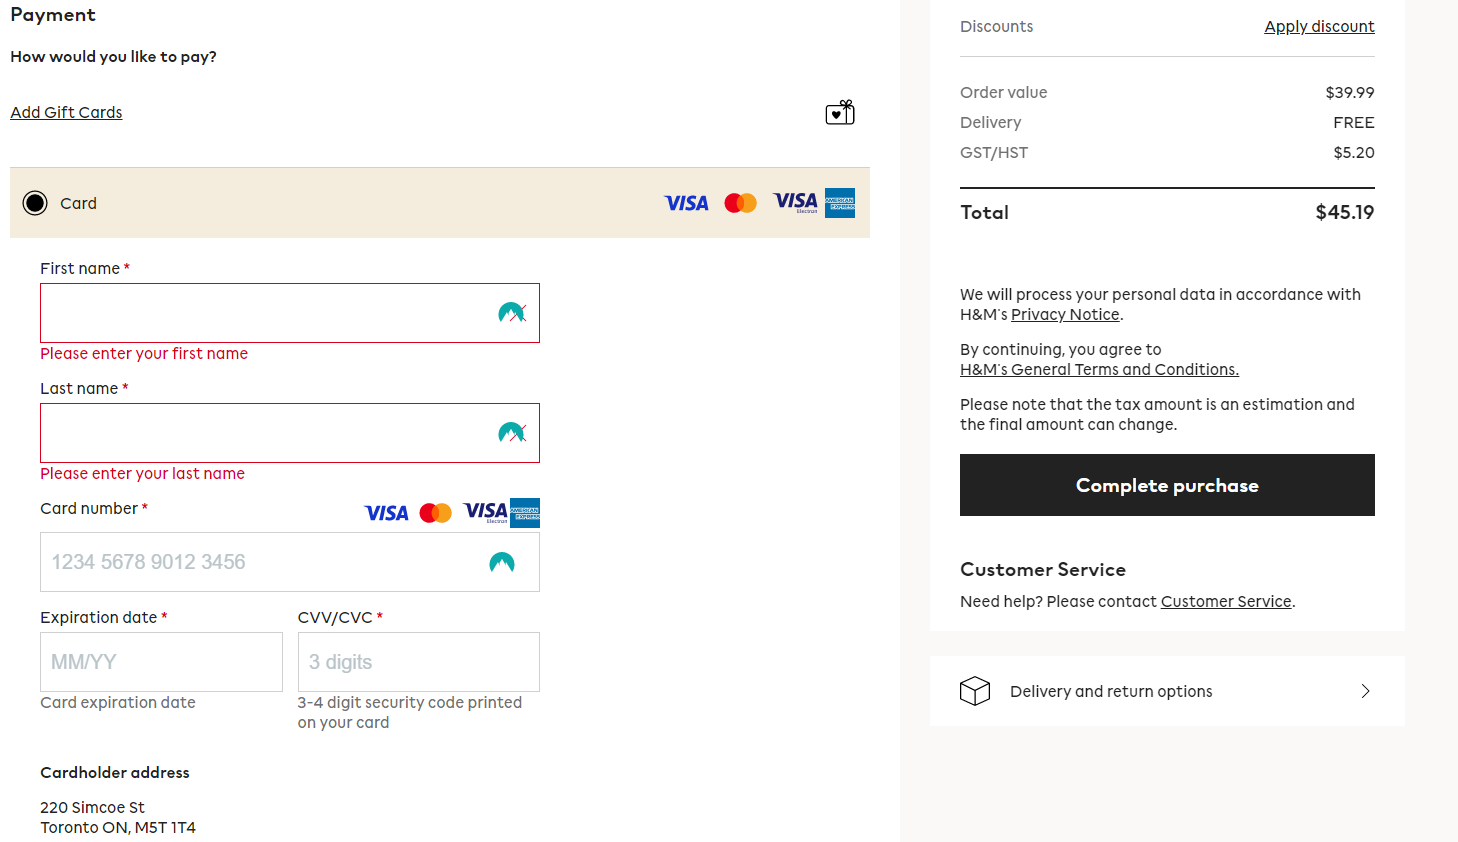 Payment
How would you like to pay?
Add Gift Cards
Card
VISA
VISA
Electron
AMERICAN
EXPRESS
First name *
Please enter your first name
Last name *
Please enter your last name
Card number *
VISA
VISA
Electron
AMERICAN
EXPRESS
1234 5678 9012 3456
Expiration date * CVV/CVC *
MM/YY 3 digits
Card expiration date
3-4 digit security code printed
on your card
Cardholder address
220 Simcoe St
Toronto ON, M5T 1T4
Discounts Apply discount
Order value $39.99
Delivery FREE
GST/HST $5.20
Total $45.19
We will process your personal data in accordance with
H&M's Privacy Notice.
By continuing, you agree to
H&M's General Terms and Conditions.
Please note that the tax amount is an estimation and
the final amount can change.
Complete purchase
Customer Service
Need help? Please contact Customer Service.
Delivery and return options